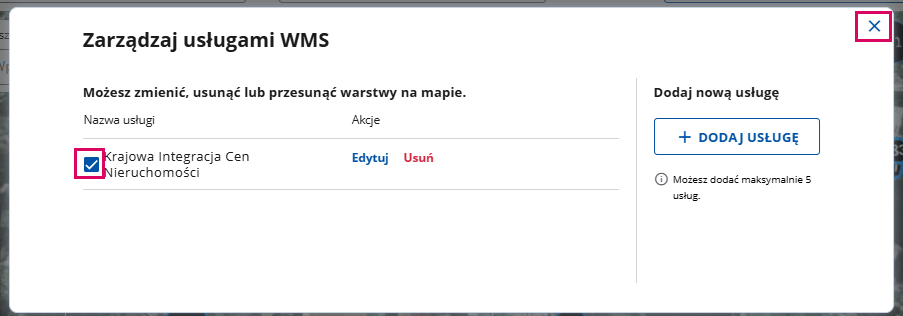 Zarządzaj usługami WMS
Możesz zmienić, usunąć lub przesunąć warstwy na mapie.
Nazwa usługi
Akcje
Krajowa Integracja Cen
Nieruchomości
Edytuj
Usuń
Dodaj nową usługę
+ DODAJ USŁUGĘ
Możesz dodać maksymalnie 5
usług.